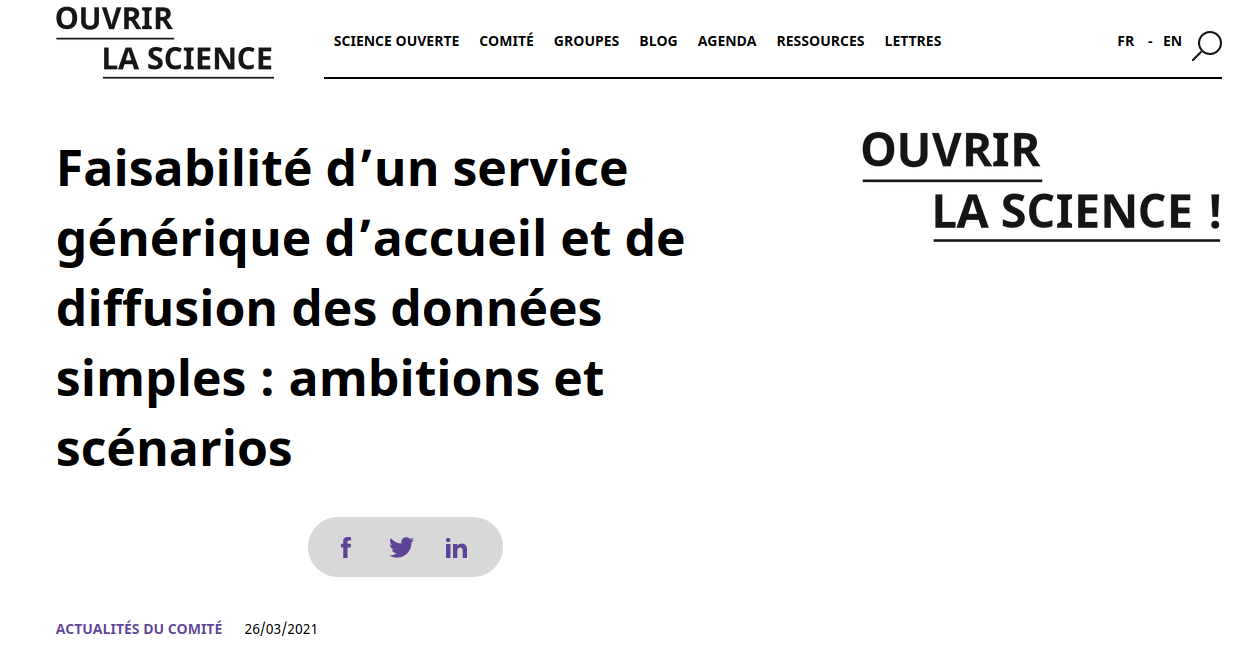 OUVRIR
LA SCIENCE
SCIENCE OUVERTE COMITÉ GROUPES BLOG AGENDA RESSOURCES LETTRES
FR - EN
Faisabilité d’un service
générique d’accueil et de
diffusion des données
simples : ambitions et
scénarios
OUVRIR
LA SCIENCE !
f in
ACTUALITÉS DU COMITÉ 26/03/2021